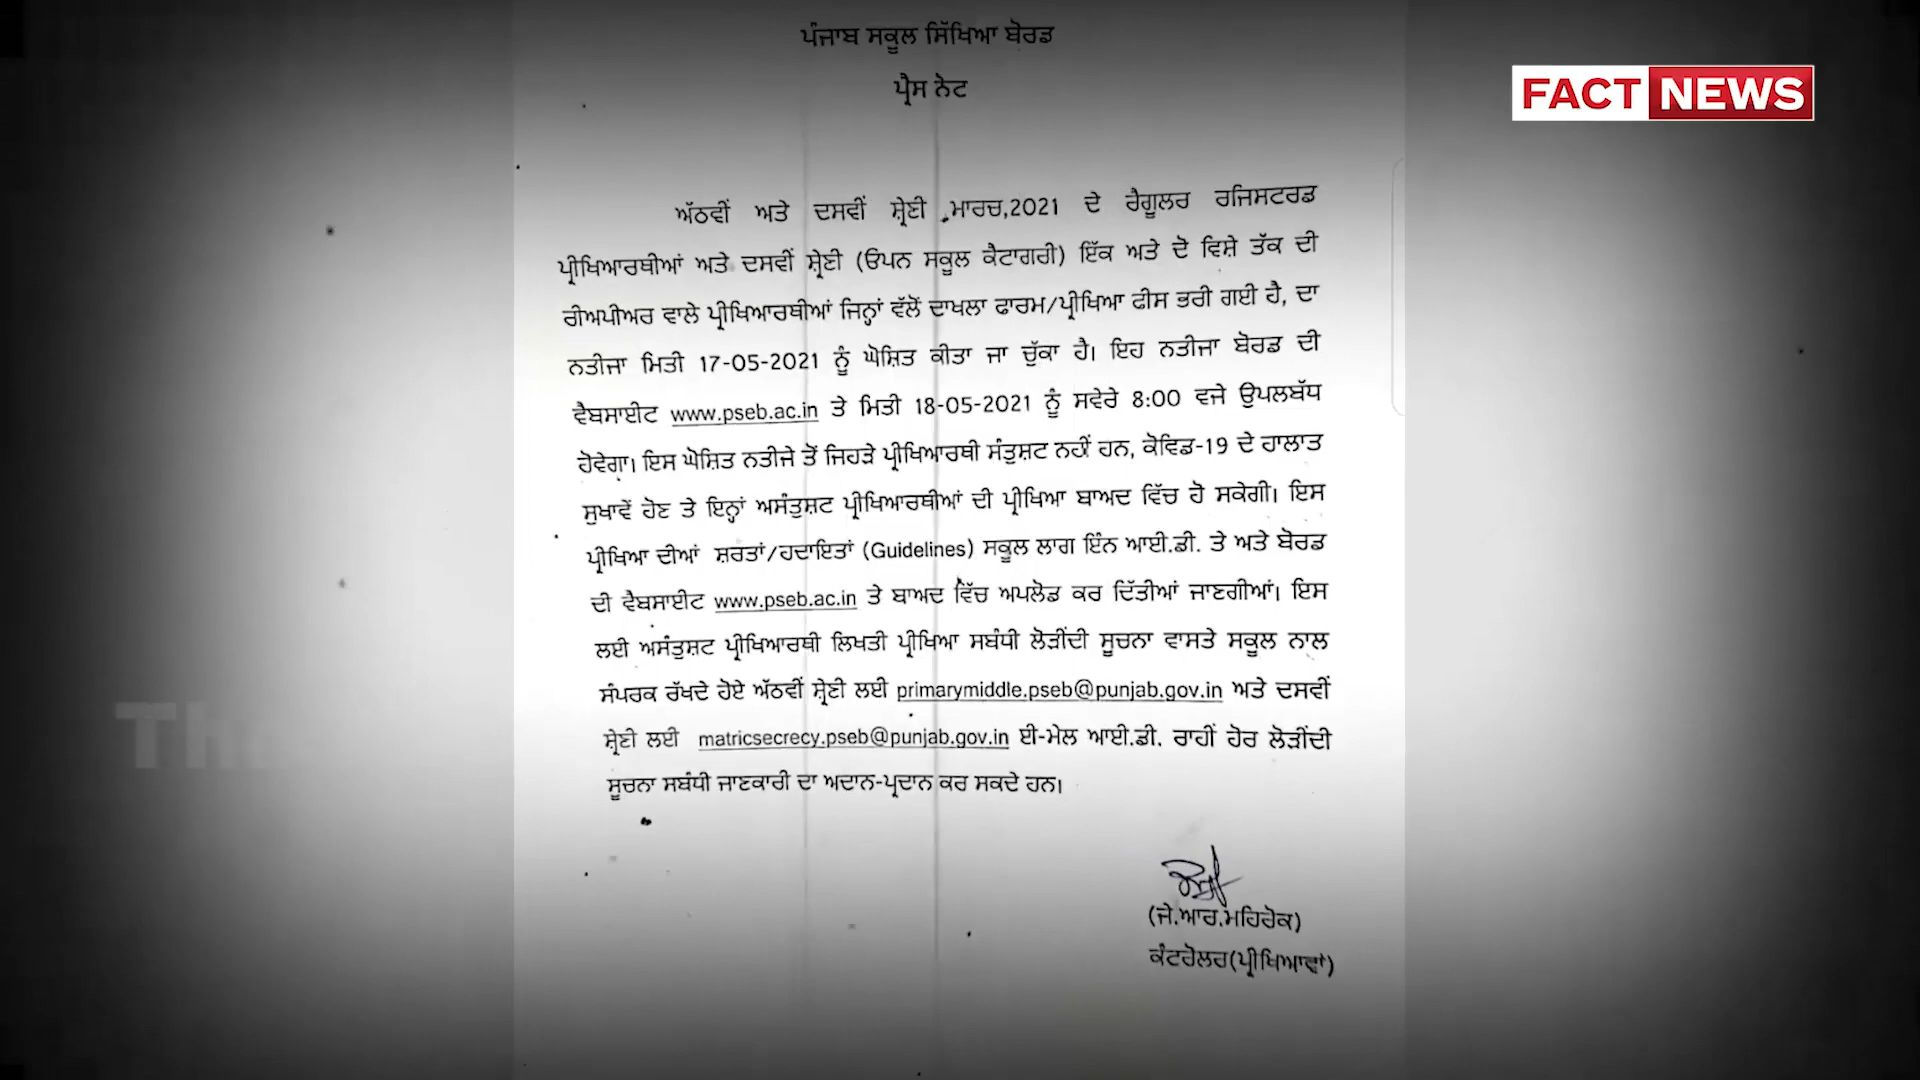 ਪੰਜਾਬ ਸਕੂਲ ਸਿੱਖਿਆ ਬੋਰਡ
ਪ੍ਰੈਸ ਨੋਟ
FACT NEWS
ਅੱਠਵੀਂ ਅਤੇ ਦਸਵੀਂ ਸ਼੍ਰੇਣੀ ਮਾਰਚ,2021 ਦੇ ਰੈਗੂਲਰ ਰਜਿਸਟਰਡ
ਪ੍ਰੀਖਿਆਰਥੀਆਂ ਅਤੇ ਦਸਵੀਂ ਸ਼੍ਰੇਣੀ (ਓਪਨ ਸਕੂਲ ਕੈਟਾਗਰੀ) ਇੱਕ ਅਤੇ ਦੋ ਵਿਸ਼ੇ ਤੱਕ ਦੀ
ਰੀਅਪੀਅਰ ਵਾਲੇ ਪ੍ਰੀਖਿਆਰਥੀਆਂ ਜਿਨ੍ਹਾਂ ਵੱਲੋਂ ਦਾਖਲਾ ਫਾਰਮ/ਪ੍ਰੀਖਿਆ ਫੀਸ ਭਰੀ ਗਈ ਹੈ, ਦਾ
ਨਤੀਜਾ ਮਿਤੀ 17-05-2021 ਨੂੰ ਘੋਸ਼ਿਤ ਕੀਤਾ ਜਾ ਚੁੱਕਾ ਹੈ। ਇਹ ਨਤੀਜਾ ਬੋਰਡ ਦੀ
ਵੈਬਸਾਈਟ www.pseb.ac.in ਤੇ ਮਿਤੀ 18-05-2021 ਨੂੰ ਸਵੇਰੇ 8:00 ਵਜੇ ਉਪਲਬੱਧ
ਹੋਵੇਗਾ। ਇਸ ਘੋਸ਼ਿਤ ਨਤੀਜੇ ਤੋਂ ਜਿਹੜੇ ਪ੍ਰੀਖਿਆਰਥੀ ਸੰਤੁਸ਼ਟ ਨਹੀਂ ਹਨ, ਕੋਵਿਡ-19 ਦੇ ਹਾਲਾਤ
ਸੁਖਾਵੇਂ ਹੋਣ ਤੇ ਇਨ੍ਹਾਂ ਅਸੰਤੁਸ਼ਟ ਪ੍ਰੀਖਿਆਰਥੀਆਂ ਦੀ ਪ੍ਰੀਖਿਆ ਬਾਅਦ ਵਿੱਚ ਹੋ ਸਕੇਗੀ। ਇਸ
ਪ੍ਰੀਖਿਆ ਦੀਆਂ ਸ਼ਰਤਾਂ/ਹਦਾਇਤਾਂ (Guidelines) ਸਕੂਲ ਲਾਗ ਇੰਨ ਆਈ.ਡੀ. ਤੇ ਅਤੇ ਬੋਰਡ
ਦੀ ਵੈਬਸਾਈਟ www.pseb.ac.in ਤੇ ਬਾਅਦ ਵਿੱਚ ਅਪਲੋਡ ਕਰ ਦਿੱਤੀਆਂ ਜਾਣਗੀਆਂ। ਇਸ
ਲਈ ਅਸੰਤੁਸ਼ਟ ਪ੍ਰੀਖਿਆਰਥੀ ਲਿਖਤੀ ਪ੍ਰੀਖਿਆ ਸਬੰਧੀ ਲੋੜੀਂਦੀ ਸੂਚਨਾ ਵਾਸਤੇ ਸਕੂਲ ਨਾਲ
ਸੰਪਰਕ ਰੱਖਦੇ ਹੋਏ ਅੱਠਵੀਂ ਸ਼੍ਰੇਣੀ ਲਈ primarymiddle.pseb@punjab.gov.in ਅਤੇ ਦਸਵੀਂ
ਸ਼੍ਰੇਣੀ ਲਈ matricsecrecy.pseb@punjab.gov.in ਈ-ਮੇਲ ਆਈ.ਡੀ. ਰਾਹੀਂ ਹੋਰ ਲੋੜੀਂਦੀ
ਸੂਚਨਾ ਸਬੰਧੀ ਜਾਣਕਾਰੀ ਦਾ ਅਦਾਨ-ਪ੍ਰਦਾਨ ਕਰ ਸਕਦੇ ਹਨ।
(ਜੇ.ਆਰ.ਮਹਿਰੋਕ)
ਕੰਟਰੋਲਰ(ਪ੍ਰੀਖਿਆਵਾਂ)